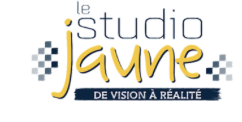 le
studio
jaune
DE VISION À RÉALITÉ